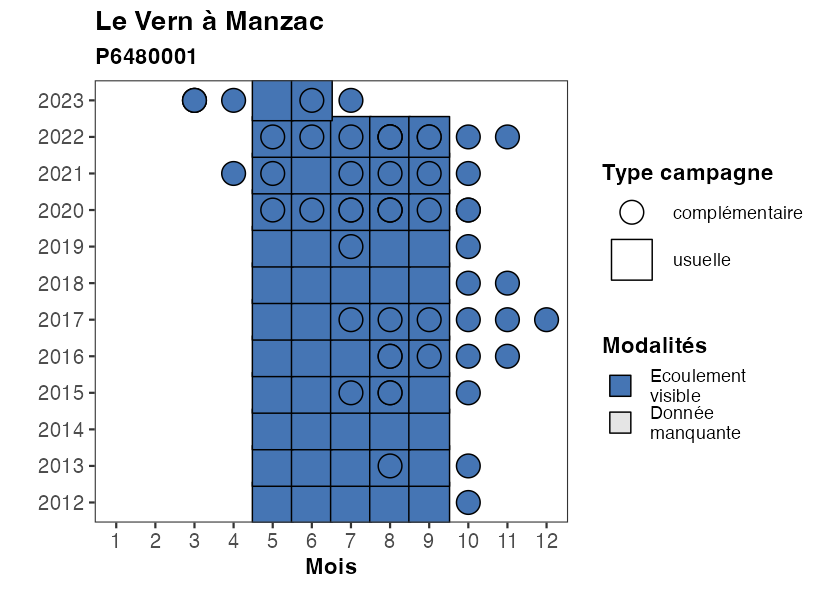 Le Vern à Manzac
P6480001
2023
2022
2021
2020
2019
2018
2017
2016
2015
2014
2013
2012
1 2 3 4 5 6 7 8 9 10 11 12
Mois
Type campagne
complémentaire
usuelle
Modalités
Ecoulement
visible
Donnée
manquante